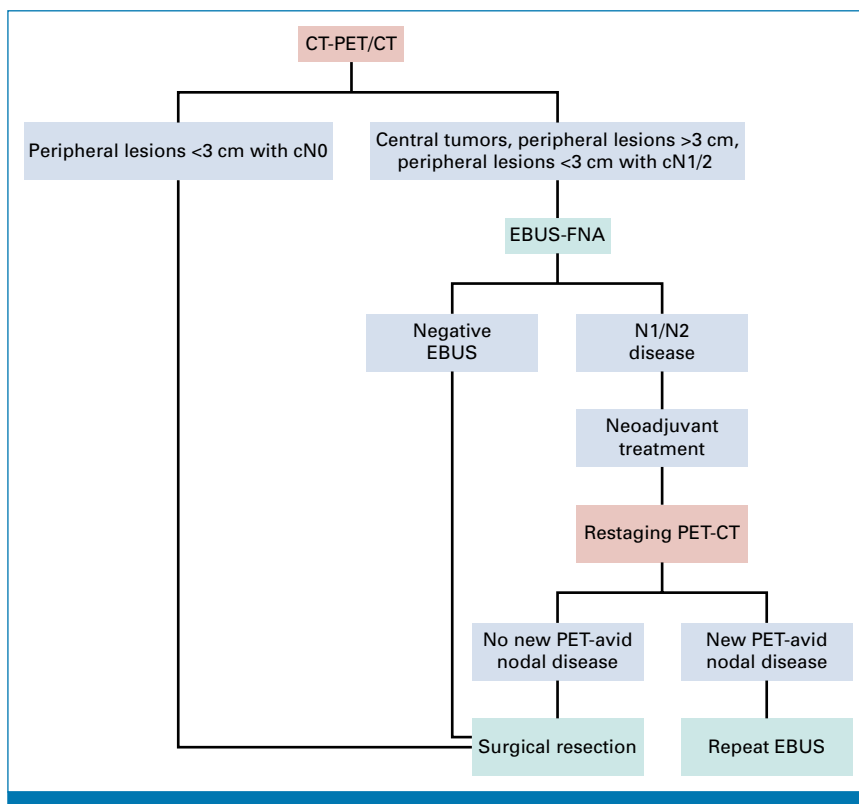 CT-PET/CT
Peripheral lesions <3 cm with cN0
Central tumors, peripheral lesions >3 cm,
peripheral lesions <3 cm with cN1/2
EBUS-FNA
Negative
EBUS
N1/N2
disease
Neoadjuvant
treatment
Restaging PET-CT
No new PET-avid
nodal disease
New PET-avid
nodal disease
Surgical resection
Repeat EBUS